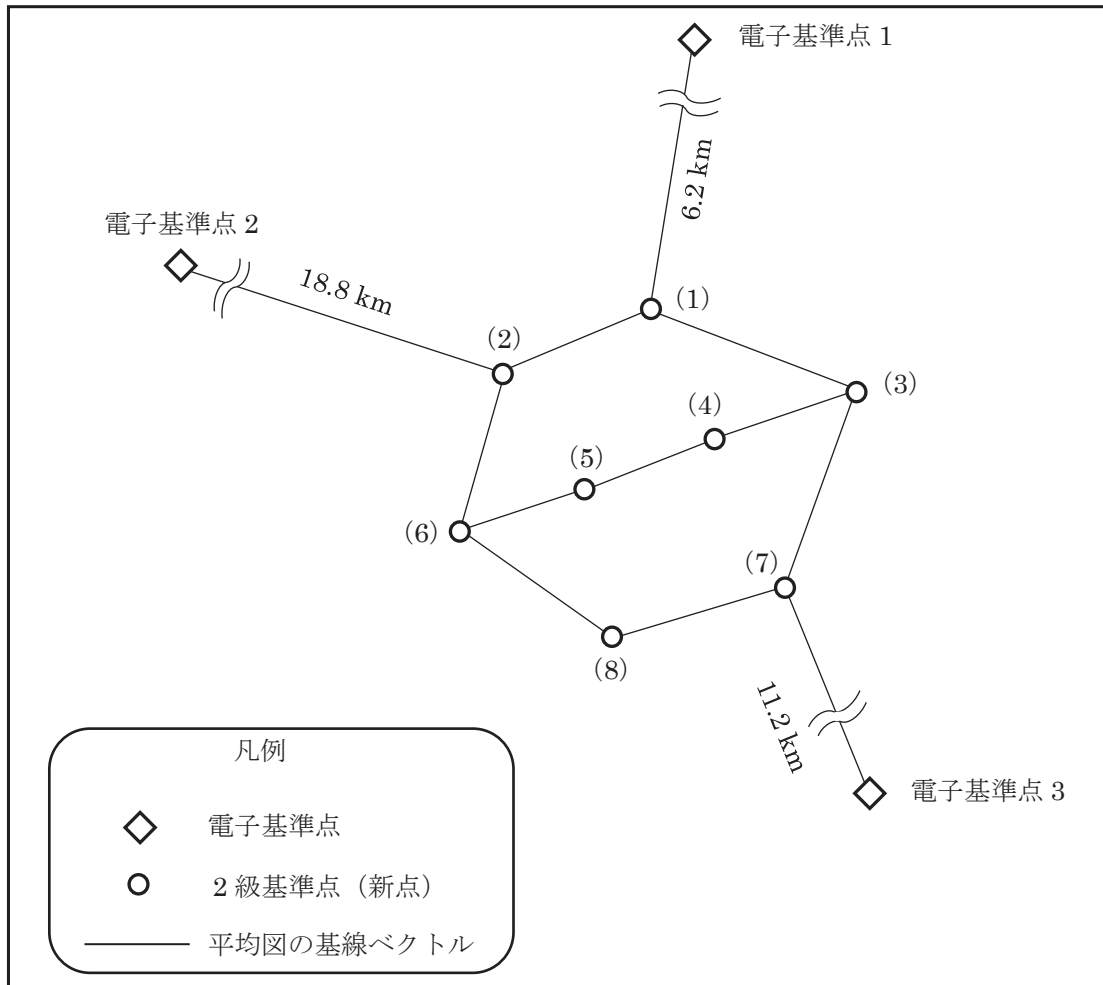 電子基準点 1
6.2 km
電子基準点 2
18.8 km
(1)
(2)
(3)
(4)
(5)
(6)
(7)
(8)
11.2 km
電子基準点 3
凡例
電子基準点
2 級基準点（新点）
平均図の基線ベクトル